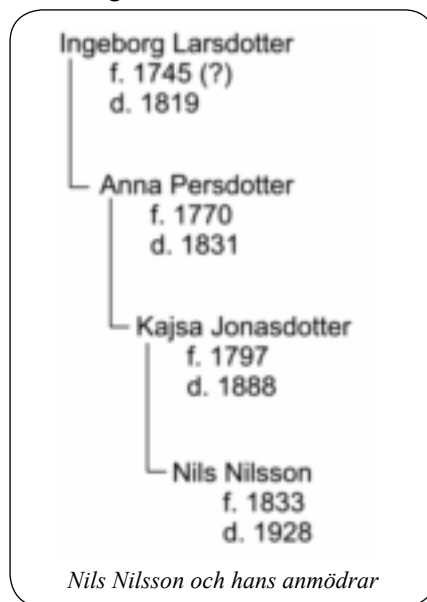 Ingeborg Larsdotter
f. 1745 (?)
d. 1819
Anna Persdotter
f. 1770
d. 1831
Kajsa Jonasdotter
f. 1797
d. 1888
Nils Nilsson
f. 1833
d. 1928
Nils Nilsson och hans anmödrar